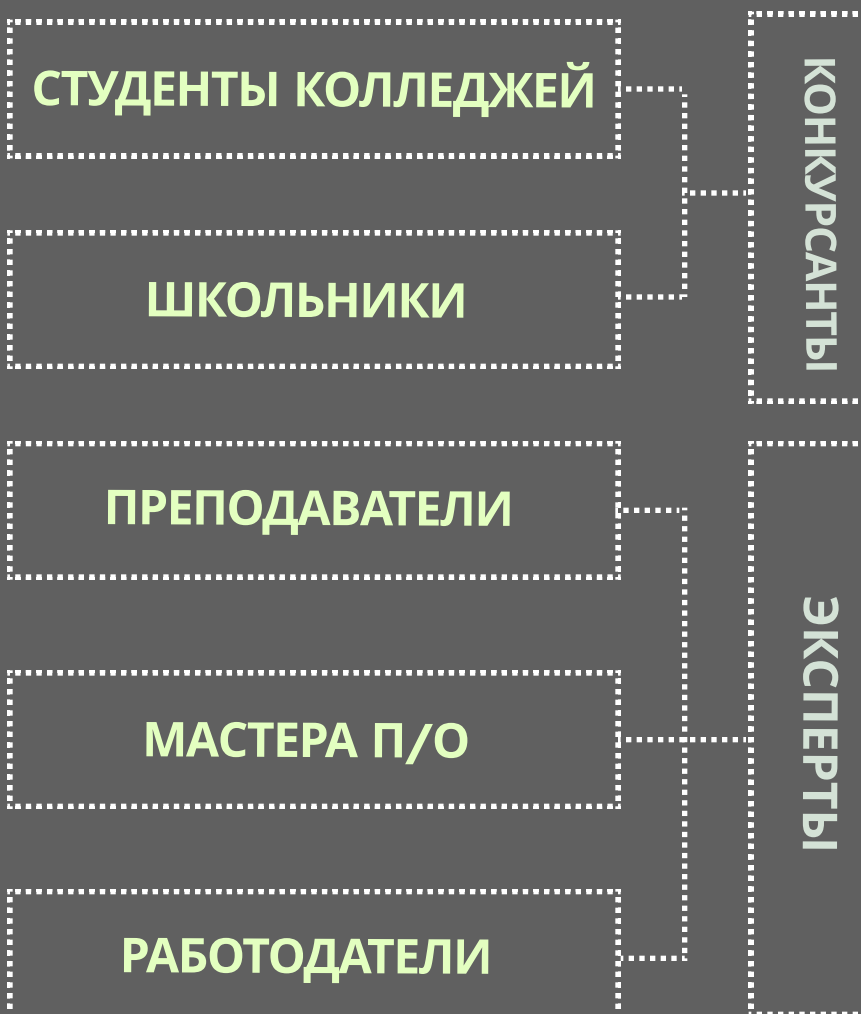 СТУДЕНТЫ КОЛЛЕДЖЕЙ
ШКОЛЬНИКИ
КОНКУРСАНТЫ
ПРЕПОДАВАТЕЛИ
МАСТЕРА П/О
РАБОТОДАТЕЛИ
ЭКСПЕРТЫ